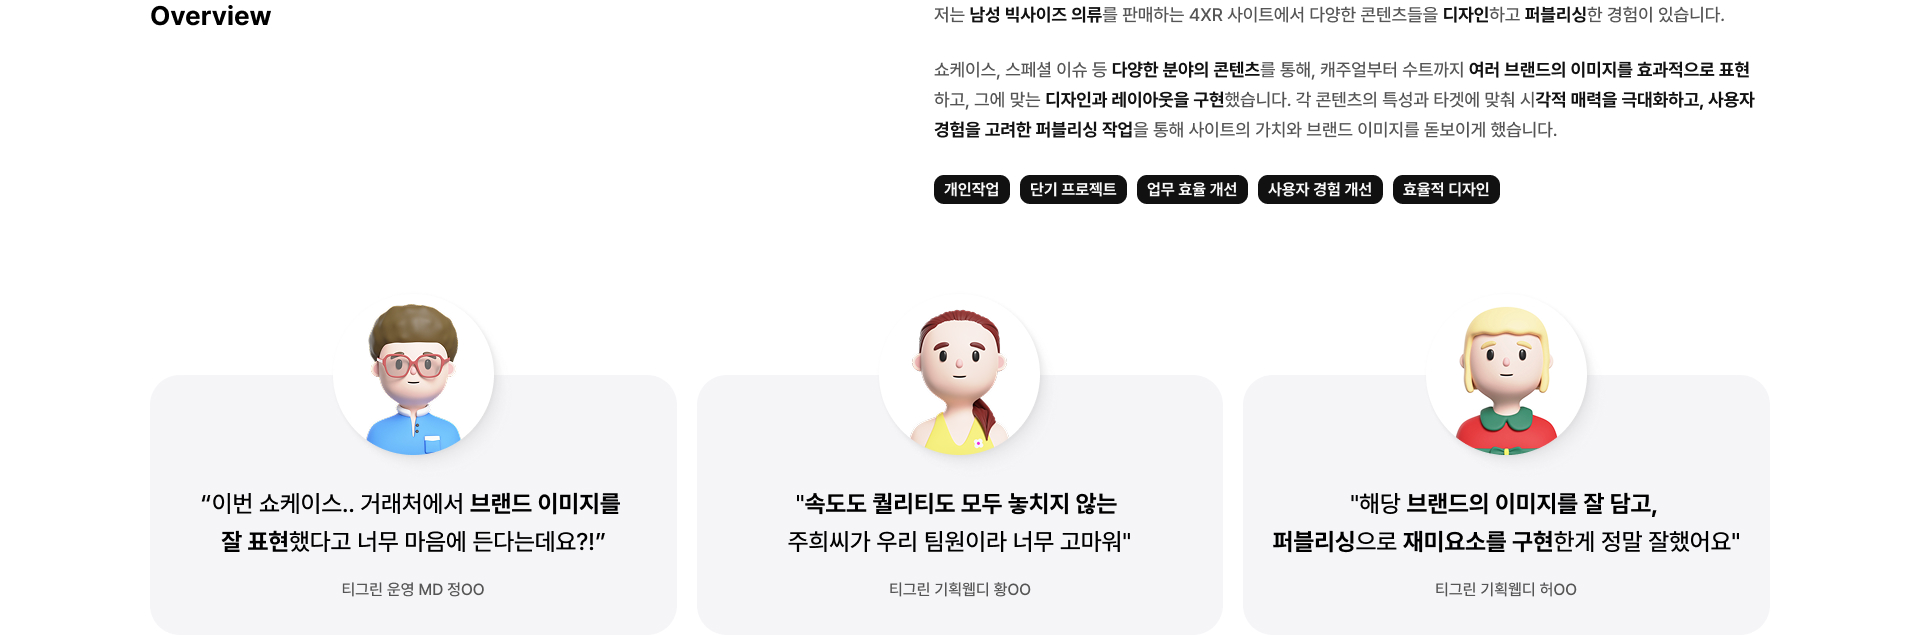 Overview
저는 남성 빅사이즈 의류를 판매하는 4XR 사이트에서 다양한 콘텐츠들을 디자인하고 퍼블리싱한 경험이 있습니다.
쇼케이스, 스페셜 이슈 등 다양한 분야의 콘텐츠를 통해, 캐주얼부터 수트까지 여러 브랜드의 이미지를 효과적으로 표현
하고, 그에 맞는 디자인과 레이아웃을 구현했습니다. 각 콘텐츠의 특성과 타겟에 맞춰 시각적 매력을 극대화하고, 사용자
경험을 고려한 퍼블리싱 작업을 통해 사이트의 가치와 브랜드 이미지를 돋보이게 했습니다.
개인작업 단기 프로젝트 업무 효율 개선 사용자 경험 개선 효율적 디자인
“이번 쇼케이스.. 거래처에서 브랜드 이미지를
잘 표현했다고 너무 마음에 든다는데요?!”
티그린 운영 MD 정OO
"속도도 퀄리티도 모두 놓치지 않는
주희씨가 우리 팀원이라 너무 고마워"
티그린 기획웹디 황OO
"해당 브랜드의 이미지를 잘 담고,
퍼블리싱으로 재미요소를 구현한게 정말 잘했어요"
티그린 기획웹디 허OO